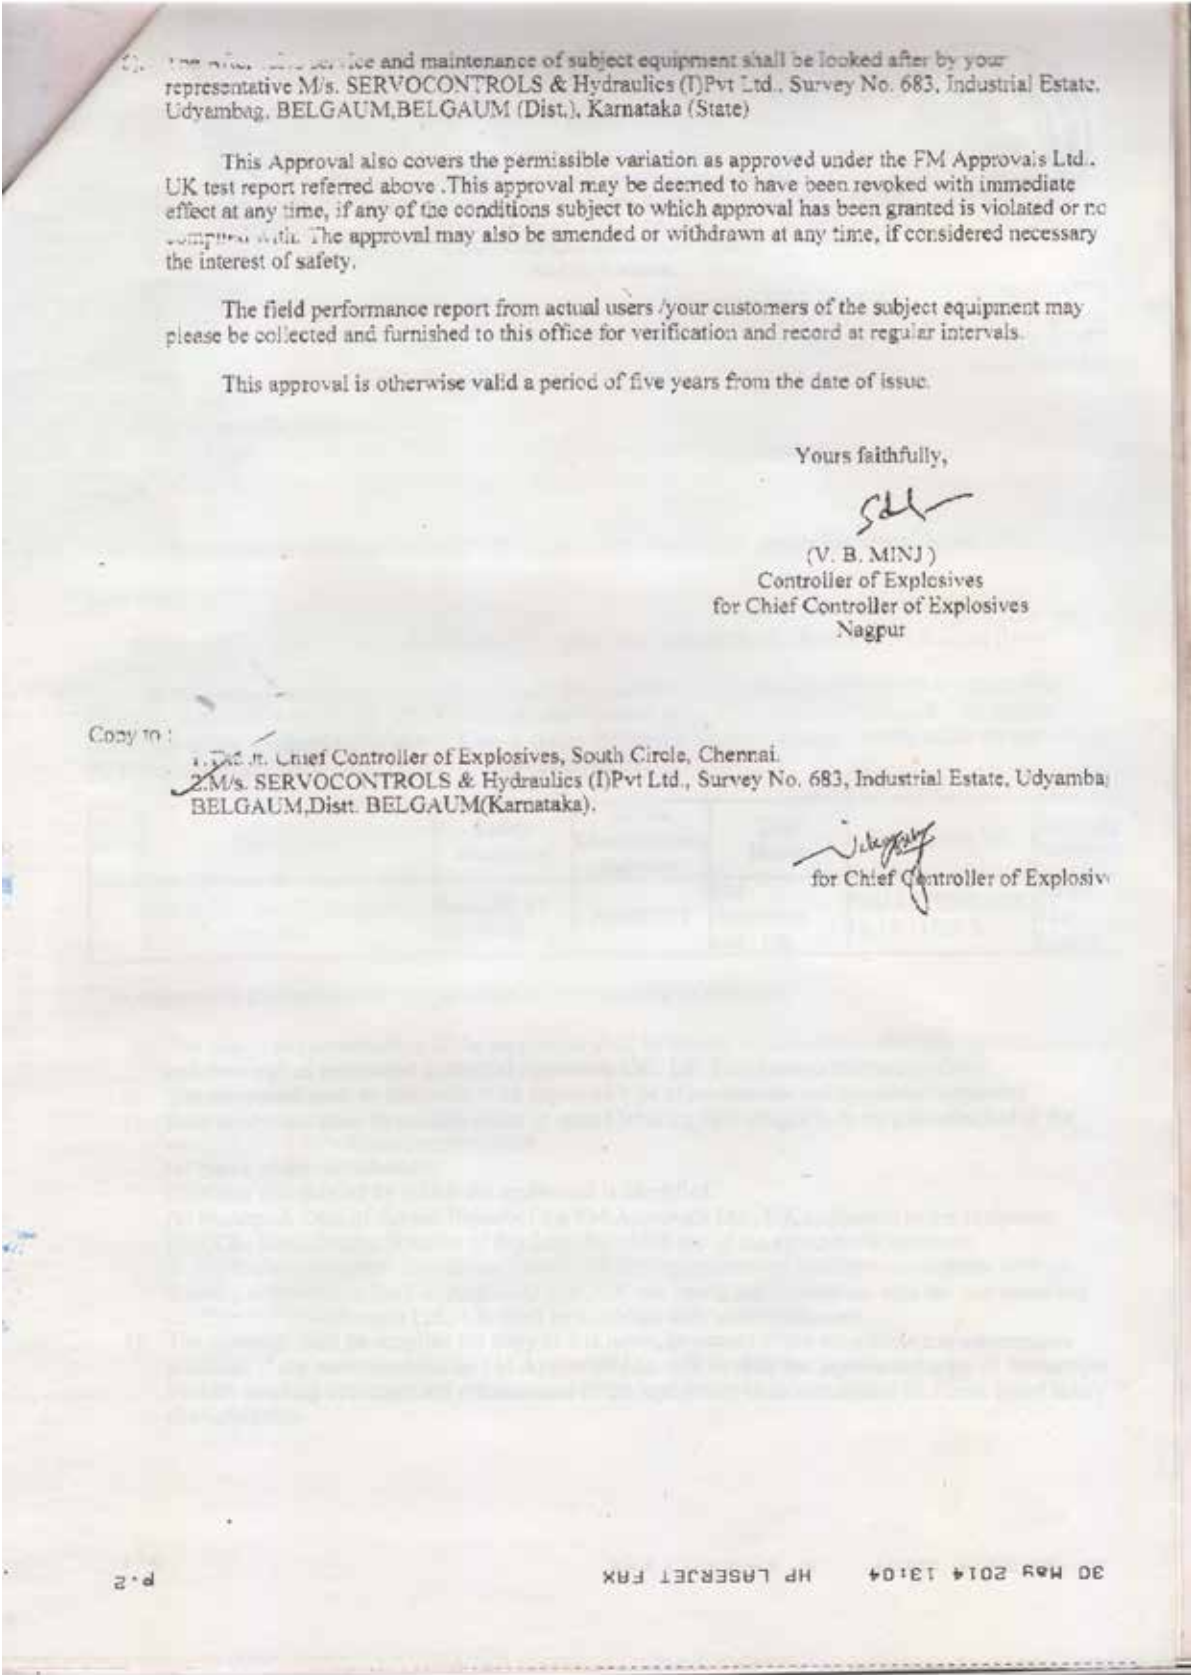 and maintenance of subject equipment shall be looked after by your
representative M/s. SERVOCONTROLS & Hydraulics (I)Pvt Ltd., Survey No. 683, Industrial Estate,
Udyambag, BELGAUM,BELGAUM (Dist.), Karnataka (State)
This Approval also covers the permissible variation as approved under the FM Approvals Ltd.,
UK test report referred above .This approval may be deemed to have been revoked with immediate
effect at any time, if any of the conditions subject to which approval has been granted is violated or no
with. The approval may also be amended or withdrawn at any time, if considered necessary
the interest of safety.
The field performance report from actual users /your customers of the subject equipment may
please be collected and furnished to this office for verification and record at regular intervals.
This approval is otherwise valid a period of five years from the date of issue.
Yours faithfully,
Sd/-
(V. B. MINJ )
Controller of Explosives
for Chief Controller of Explosives
Nagpur
Copy to :
1. Jt. Chief Controller of Explosives, South Circle, Chennai.
2.M/s. SERVOCONTROLS & Hydraulics (I)Pvt Ltd., Survey No. 683, Industrial Estate, Udyamba
BELGAUM,Distt. BELGAUM(Karnataka).
for Chief Controller of Explosiv
30 May 2014 13:04 HP LASERJET FAX p.2